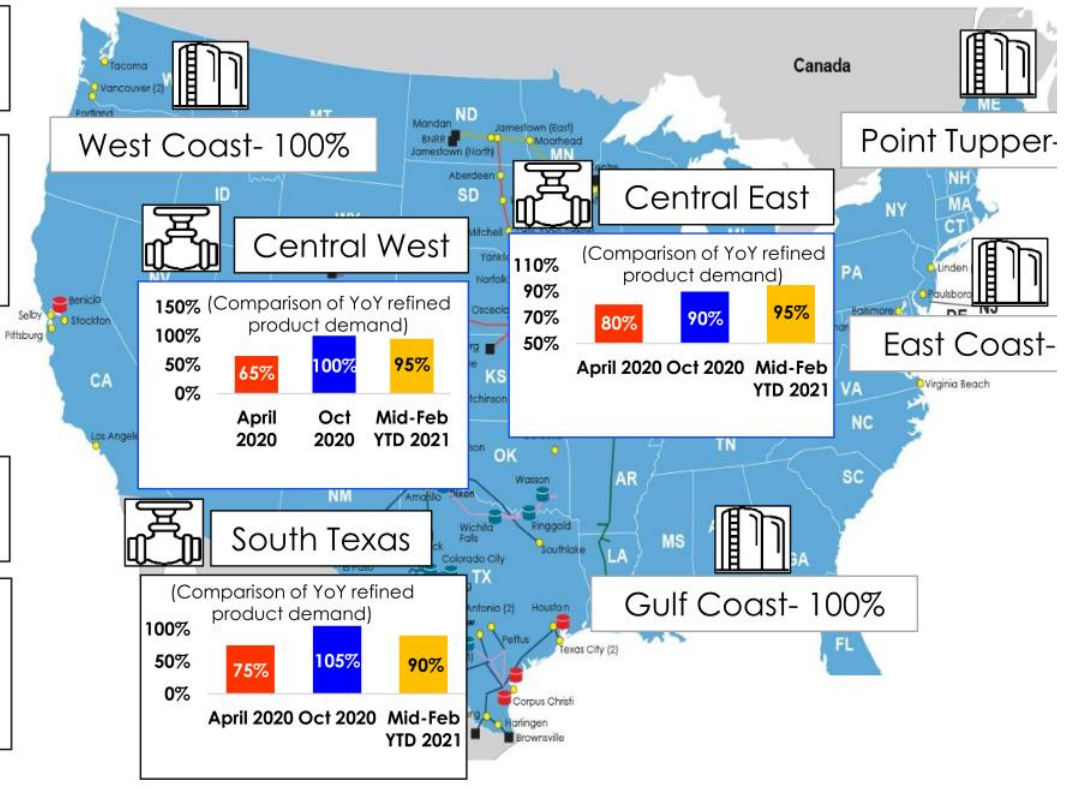 Canada
Tacoma
Vancouver (2)
Portland
West Coast- 100%
MT
ND
Mandan
BNRR
Jamestown (North)
Jamestown (East)
Moorhead
MN
ME
Point Tupper-
Aberdeen
SD
ID
Mitchell
NH
MA
CT
NY
Central East
(Comparison of YoY refined
product demand)
110%
90%
70%
50%
80%
90%
95%
April 2020
Oct 2020
Mid-Feb
YTD 2021
Central West
(Comparison of YoY refined
product demand)
150%
100%
50%
0%
65%
100%
95%
April
2020
Oct
2020
Mid-Feb
YTD 2021
NV
Norfolk
Osceola
PA
Linden
Paulsboro
NJ
Baltimore
East Coast-
Benicia
Selby
Stockton
Pittsburg
CA
KS
VA
Virginia Beach
NC
TN
SC
Los Angele
OK
AR
NM
Amarillo
Dixon
Wasson
Wichita
Falls
Ringgold
Southlake
LA
MS
GA
South Texas
El Paso
Colorado City
TX
(Comparison of YoY refined
product demand)
100%
50%
0%
75%
105%
90%
April 2020
Oct 2020
Mid-Feb
YTD 2021
Antonio (2)
Houston
Pettus
Texas City (2)
Corpus Christi
Harlingen
Brownsville
Gulf Coast- 100%
FL